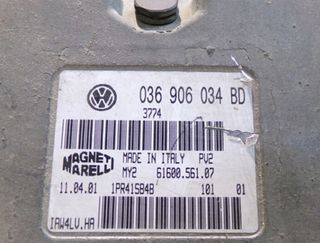 036 906 034 BD
3774
MAGNETI MARELLI
MADE IN ITALY PV2
MY2 61600.561.07
11.04.01 1PR41SB4B 101 01
IAW4LV.HA